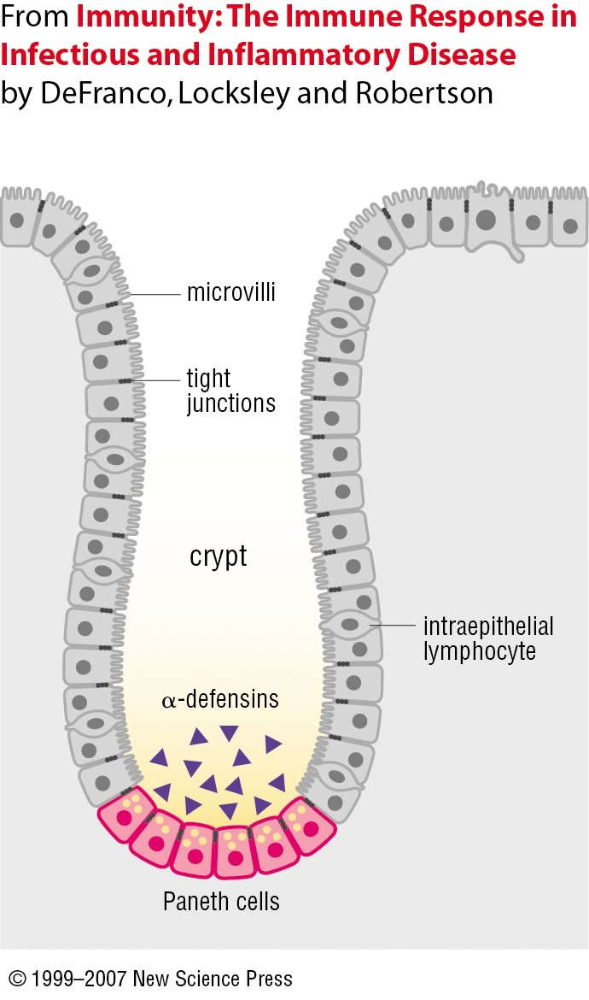 From Immunity: The Immune Response in
Infectious and Inflammatory Disease
by DeFranco, Locksley and Robertson
microvilli
tight
junctions
crypt
intraepithelial
lymphocyte
α-defensins
Paneth cells
© 1999–2007 New Science Press